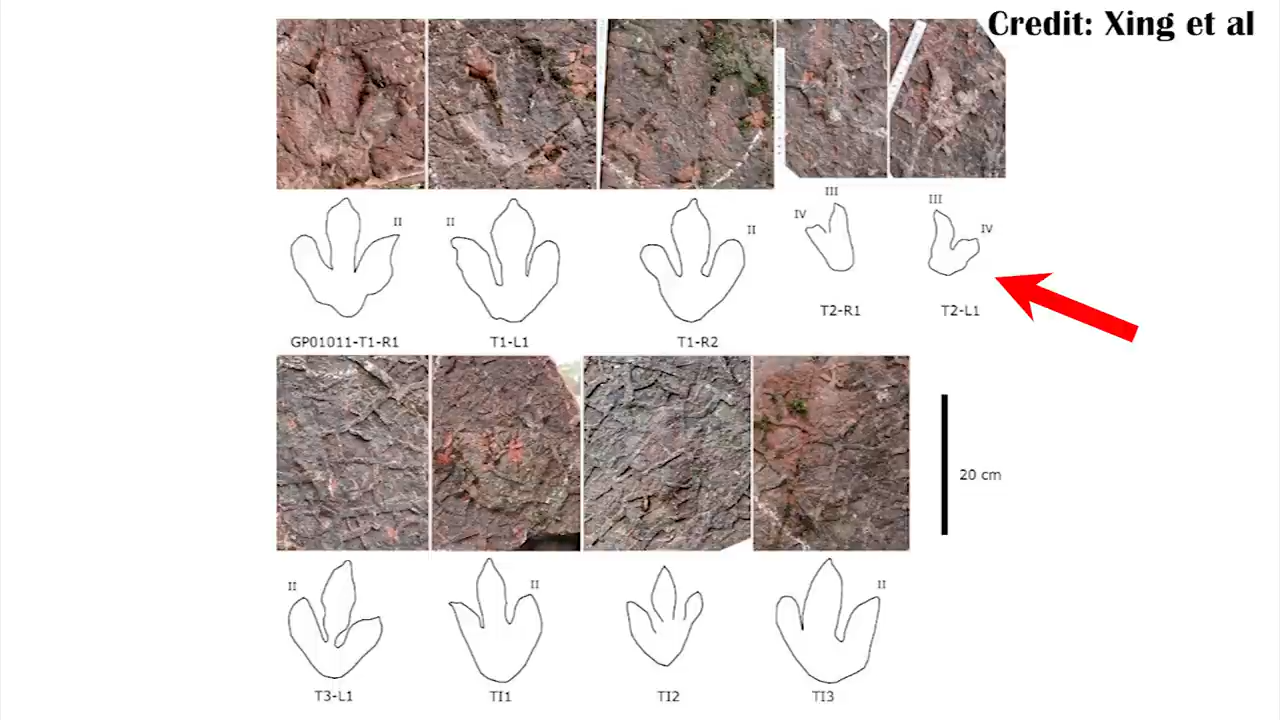 Credit: Xing et al
III
III
IV
II
II
II
IV
T2-R1
T2-L1
GP01011-T1-R1
T1-L1
T1-R2
20 cm
II
II
II
T3-L1
TI1
TI2
TI3